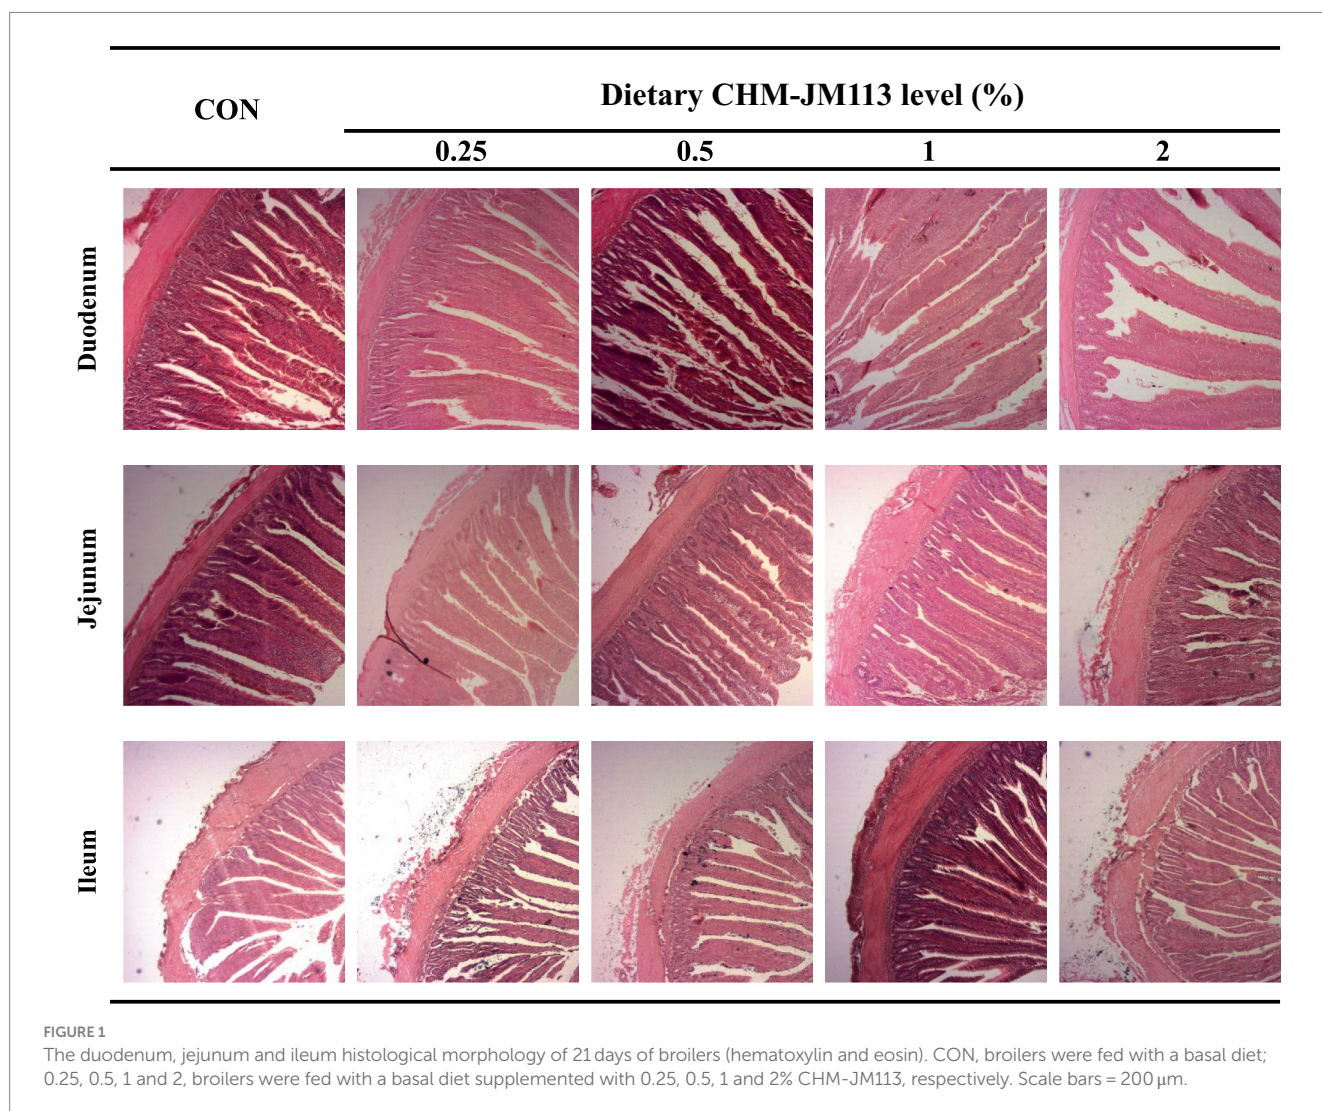 CON
Dietary CHM-JM113 level (%)
0.25 0.5 1 2
Duodenum
Jejunum
Ileum
FIGURE 1
The duodenum, jejunum and ileum histological morphology of 21 days of broilers (hematoxylin and eosin). CON, broilers were fed with a basal diet;
0.25, 0.5, 1 and 2, broilers were fed with a basal diet supplemented with 0.25, 0.5, 1 and 2% CHM-JM113, respectively. Scale bars = 200 μm.